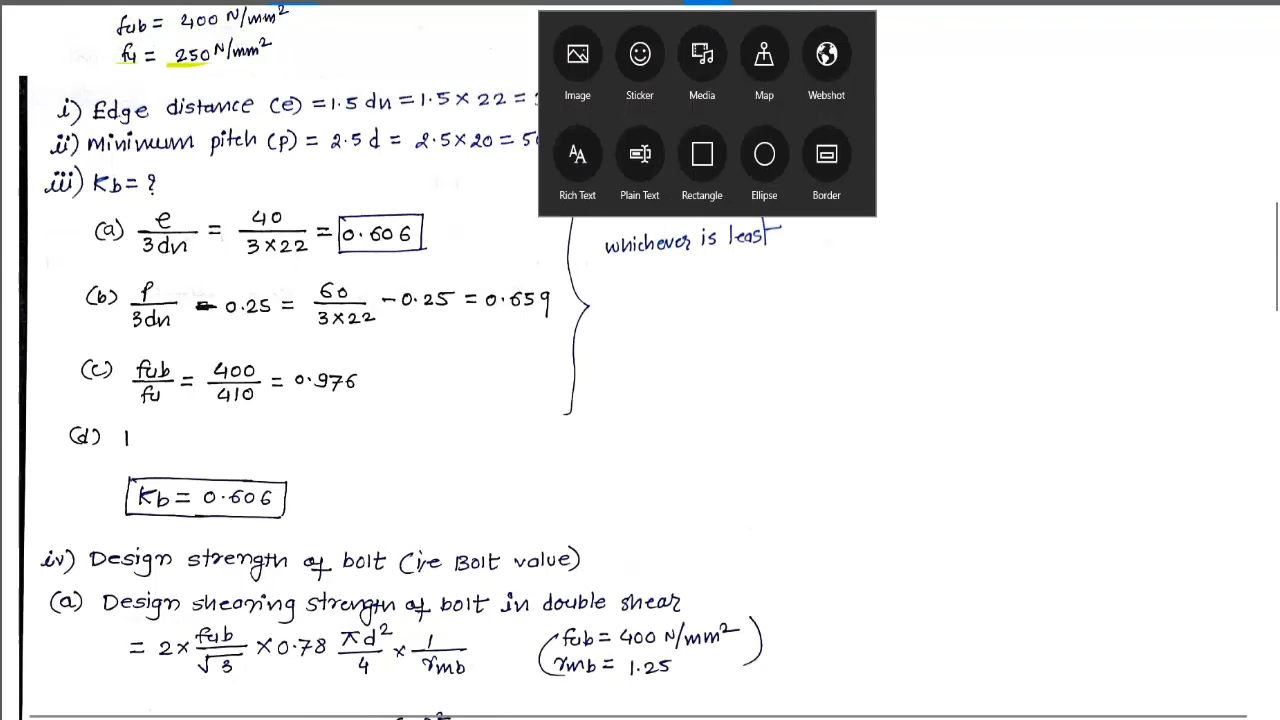 fub = 400 N/mm²
fy = 250 N/mm²
Image Sticker Media Map Webshot
Rich Text Plain Text Rectangle Ellipse Border
i) Edge distance (e) = 1.5 dn = 1.5 × 22 =
ii) minimum pitch (p) = 2.5 d = 2.5 × 20 = 50
iii) Kb = ?
(a) e/3dn = 40/3×22 = 0.606
whichever is least
(b) P/3dn - 0.25 = 60/3×22 - 0.25 = 0.659
(c) fub/fu = 400/410 = 0.976
(d) 1
Kb = 0.606
iv) Design strength of bolt (i.e Bolt value)
(a) Design shearing strength of bolt in double shear
= 2 × fub/√3 × 0.78 πd²/4 × 1/rmb (fub = 400 N/mm²
rmb = 1.25)